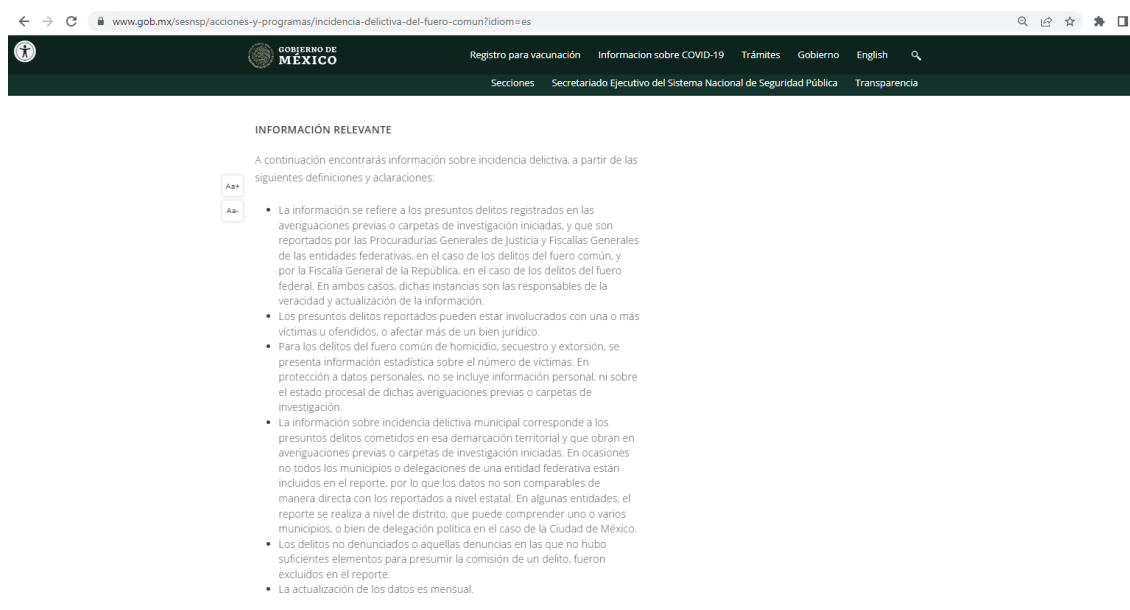 www.gob.mx/sesnsp/acciones-y-programas/incidencia-delictiva-del-fuero-comun?idiom=es
GOBIERNO DE
MÉXICO
Registro para vacunación Informacion sobre COVID-19 Trámites Gobierno English
Secciones Secretariado Ejecutivo del Sistema Nacional de Seguridad Pública Transparencia
INFORMACIÓN RELEVANTE
A continuación encontrarás información sobre incidencia delictiva, a partir de las
siguientes definiciones y aclaraciones:
Aa+
Aa-
• La información se refiere a los presuntos delitos registrados en las
averiguaciones previas o carpetas de investigación iniciadas, y que son
reportados por las Procuradurías Generales de Justicia y Fiscalías Generales
de las entidades federativas, en el caso de los delitos del fuero común, y
por la Fiscalía General de la República, en el caso de los delitos del fuero
federal. En ambos casos, dichas instancias son las responsables de la
veracidad y actualización de la información.
• Los presuntos delitos reportados pueden estar involucrados con una o más
víctimas u ofendidos, o afectar más de un bien jurídico.
• Para los delitos del fuero común de homicidio, secuestro y extorsión, se
presenta información estadística sobre el número de víctimas. En
protección a datos personales, no se incluye información personal, ni sobre
el estado procesal de dichas averiguaciones previas o carpetas de
investigación.
• La información sobre incidencia delictiva municipal corresponde a los
presuntos delitos cometidos en esa demarcación territorial y que obran en
averiguaciones previas o carpetas de investigación iniciadas. En ocasiones
no todos los municipios o delegaciones de una entidad federativa están
incluidos en el reporte, por lo que los datos no son comparables de
manera directa con los reportados a nivel estatal. En algunas entidades, el
reporte se realiza a nivel de distrito, que puede comprender uno o varios
municipios, o bien de delegación política en el caso de la Ciudad de México.
• Los delitos no denunciados o aquellas denuncias en las que no hubo
suficientes elementos para presumir la comisión de un delito, fueron
excluidos en el reporte.
• La actualización de los datos es mensual.